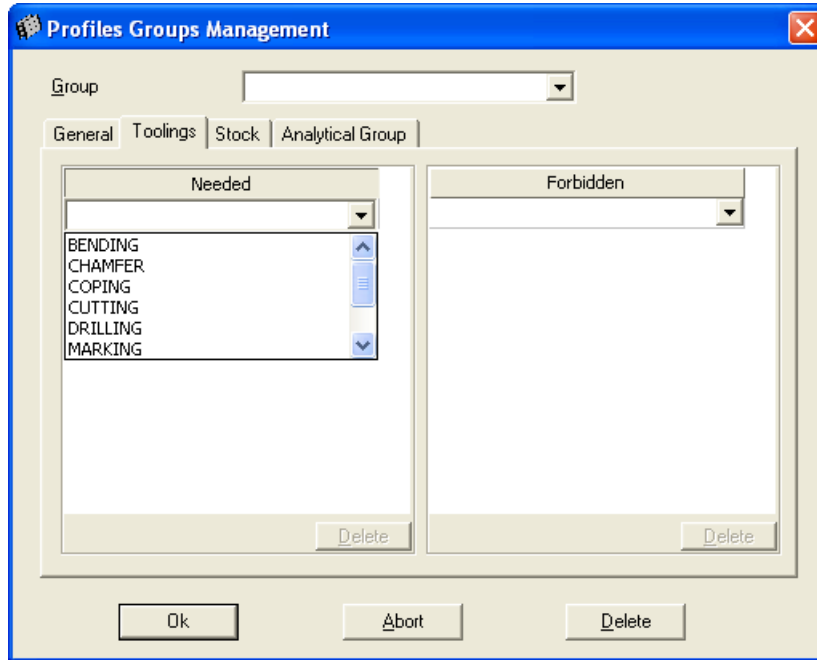 Profiles Groups Management
Group
General Toolings Stock Analytical Group
Needed Forbidden
BENDING
CHAMFER
COPING
CUTTING
DRILLING
MARKING
Delete Delete
Ok Abort Delete